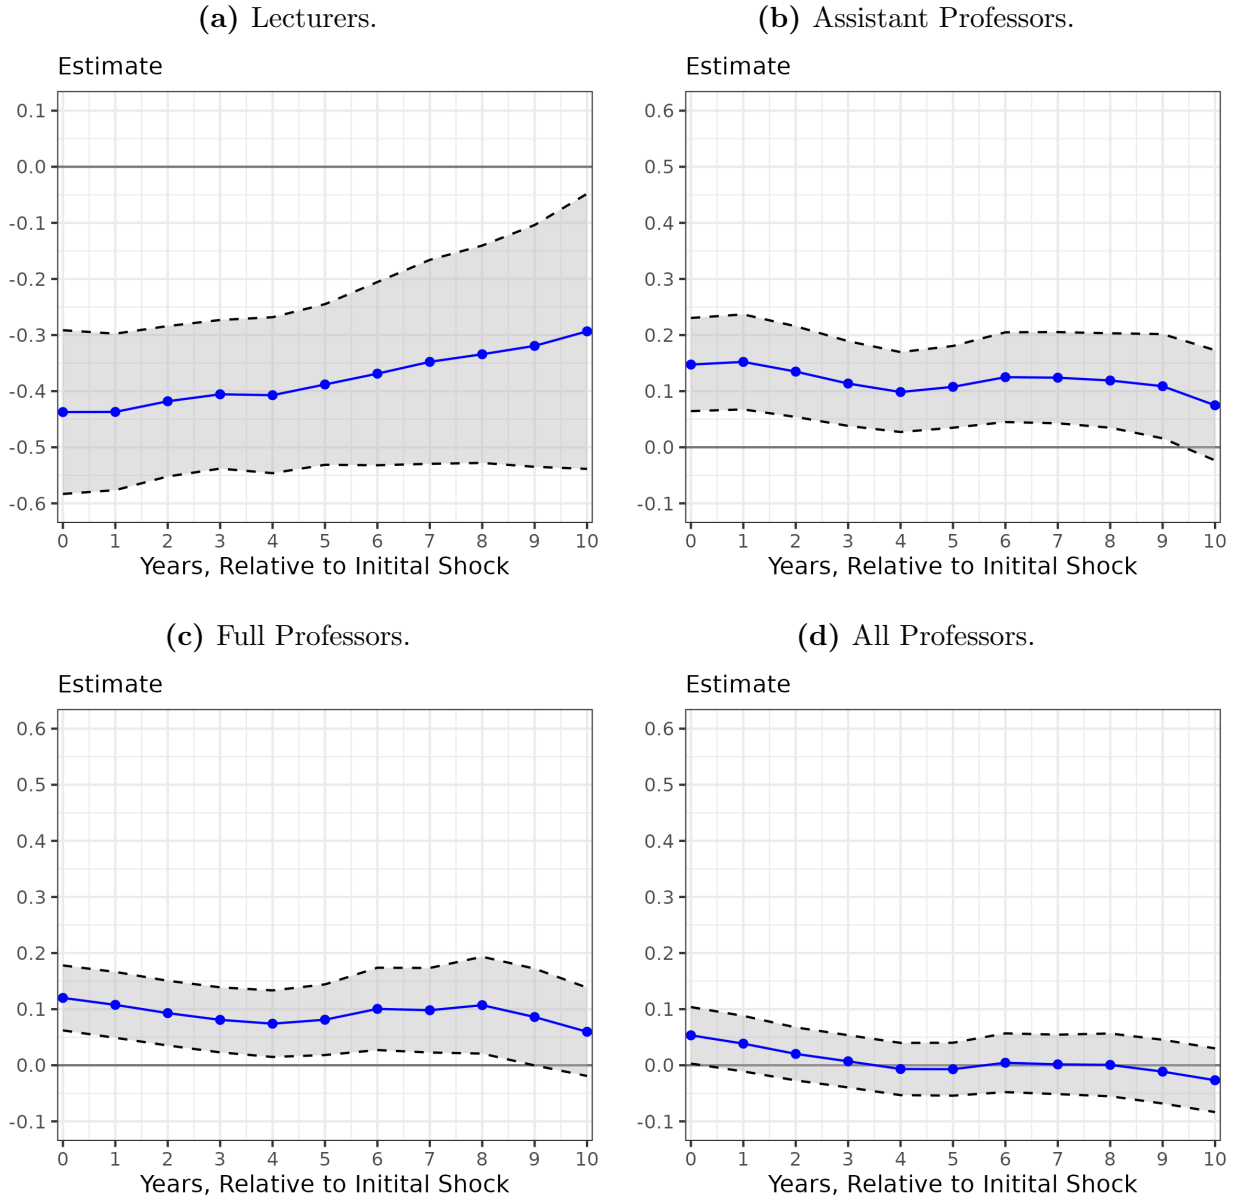 (a) Lecturers.
Estimate
0.1
0.0
-0.1
-0.2
-0.3
-0.4
-0.5
-0.6
0 1 2 3 4 5 6 7 8 9 10
Years, Relative to Initital Shock
(b) Assistant Professors.
Estimate
0.6
0.5
0.4
0.3
0.2
0.1
0.0
-0.1
0 1 2 3 4 5 6 7 8 9 10
Years, Relative to Initital Shock
(c) Full Professors.
Estimate
0.6
0.5
0.4
0.3
0.2
0.1
0.0
-0.1
0 1 2 3 4 5 6 7 8 9 10
Years, Relative to Initital Shock
(d) All Professors.
Estimate
0.6
0.5
0.4
0.3
0.2
0.1
0.0
-0.1
0 1 2 3 4 5 6 7 8 9 10
Years, Relative to Initital Shock